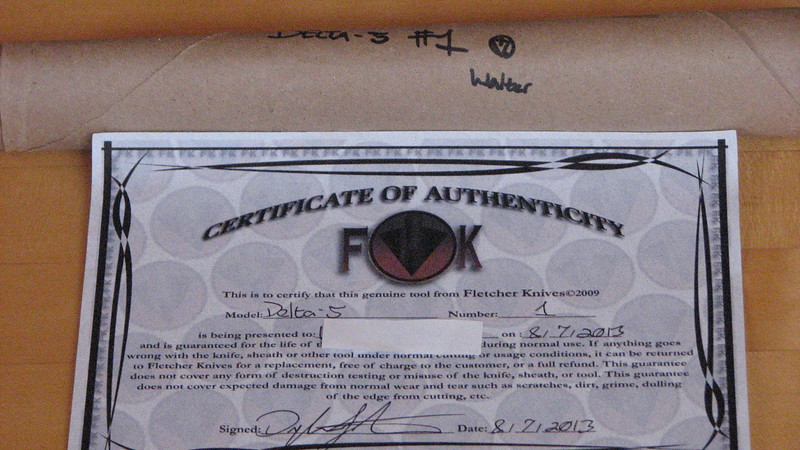 Delta-5 #1
Walter
CERTIFICATE OF AUTHENTICITY
F K
This is to certify that this genuine tool from Fletcher Knives©2009
Model: Delta-5 Number: 1
is being presented to: on: 8/7/2013
and is guaranteed for the life of during normal use. If anything goes
wrong with the knife, sheath or other tool under normal cutting or usage conditions, it can be returned
to Fletcher Knives for a replacement, free of charge to the customer, or a full refund. This guarantee
does not cover any form of destruction testing or misuse of the knife, sheath, or tool. This guarantee
does not cover expected damage from normal wear and tear such as scratches, dirt, grime, dulling
of the edge from cutting, etc.
Signed: Date: 8/7/2013